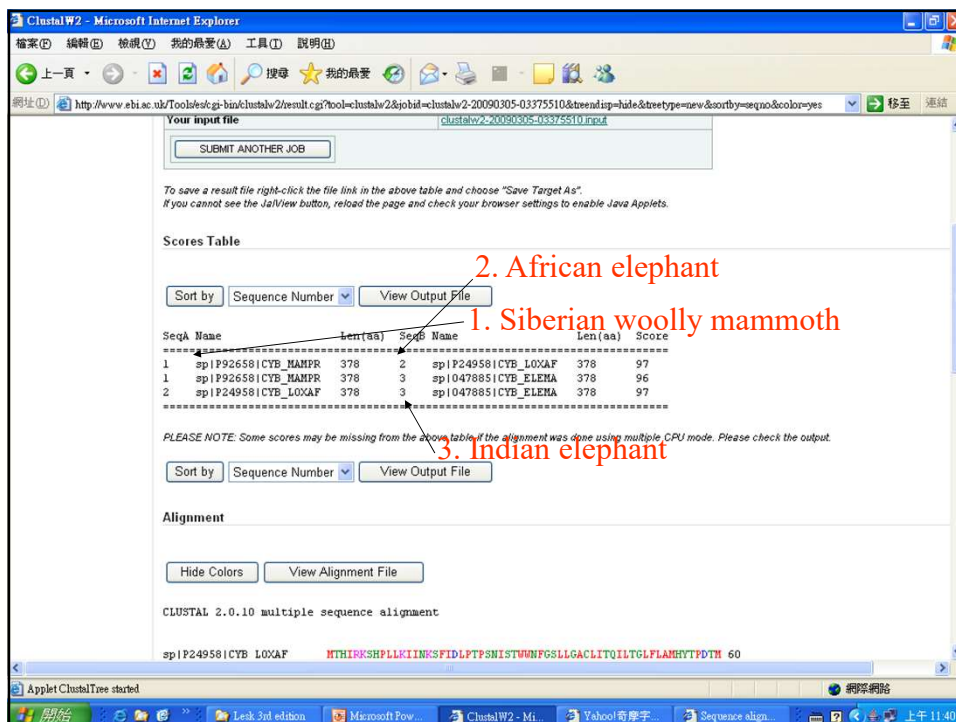 ClustalW2 - Microsoft Internet Explorer
檔案(F) 編輯(E) 檢視(V) 我的最愛(A) 工具(T) 說明(H)
上一頁 搜尋 我的最愛
網址(D) http://www.ebi.ac.uk/Tools/es/cgi-bin/clustalw2/result.cgi?tool=clustalw2&jobid=clustalw2-20090305-03375510&treendisp=hide&treetype=new&sortby=seqno&color=yes 移至 連結
Your input file clustalw2-20090305-03375510.input
SUBMIT ANOTHER JOB
To save a result file right-click the file link in the above table and choose "Save Target As".
If you cannot see the JalView button, reload the page and check your browser settings to enable Java Applets.
Scores Table
2. African elephant
Sort by Sequence Number View Output File
1. Siberian woolly mammoth
SeqA Name Len(aa) SeqB Name Len(aa) Score
1 sp|P92658|CYB_MAMPR 378 2 sp|P24958|CYB_LOXAF 378 97
1 sp|P92658|CYB_MAMPR 378 3 sp|O47885|CYB_ELEMA 378 96
2 sp|P24958|CYB_LOXAF 378 3 sp|O47885|CYB_ELEMA 378 97
PLEASE NOTE: Some scores may be missing from the above table if the alignment was done using multiple CPU mode. Please check the output.
3. Indian elephant
Sort by Sequence Number View Output File
Alignment
Hide Colors View Alignment File
CLUSTAL 2.0.10 multiple sequence alignment
sp|P24958|CYB_LOXAF MTHIRKSHPLLKIINKSFIDLPTPSNISTWWNFGSLLGACLITQILTGLFLAMHYTPDTM 60
Applet ClustalTree started 網際網路
開始 Lesk 3rd edition Microsoft Pow... ClustalW2 - Mi... Yahoo!奇摩字... Sequence align... 上午 11:40